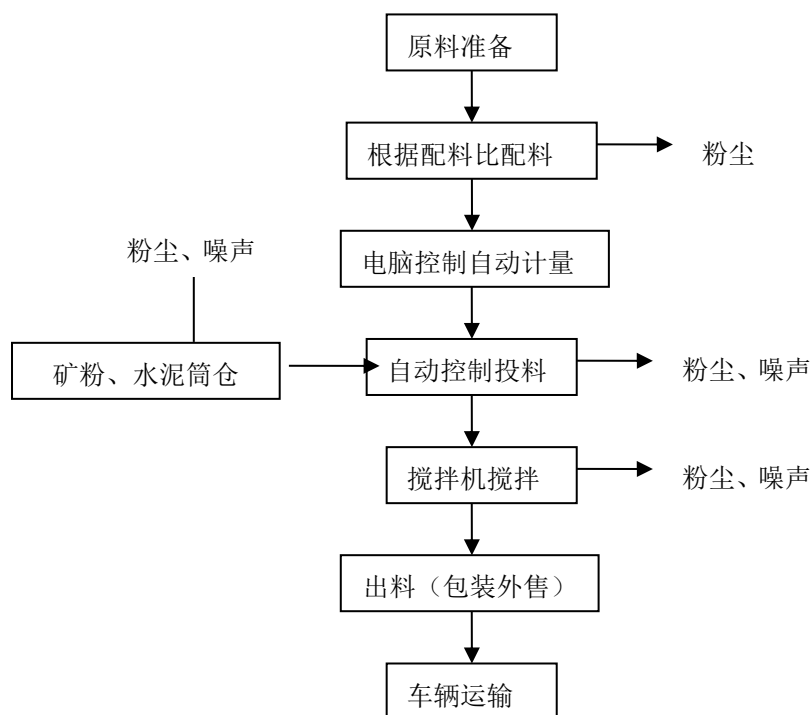 原料准备
根据配料比配料
粉尘
粉尘、噪声
电脑控制自动计量
矿粉、水泥筒仓
自动控制投料
粉尘、噪声
搅拌机搅拌
粉尘、噪声
出料（包装外售）
车辆运输